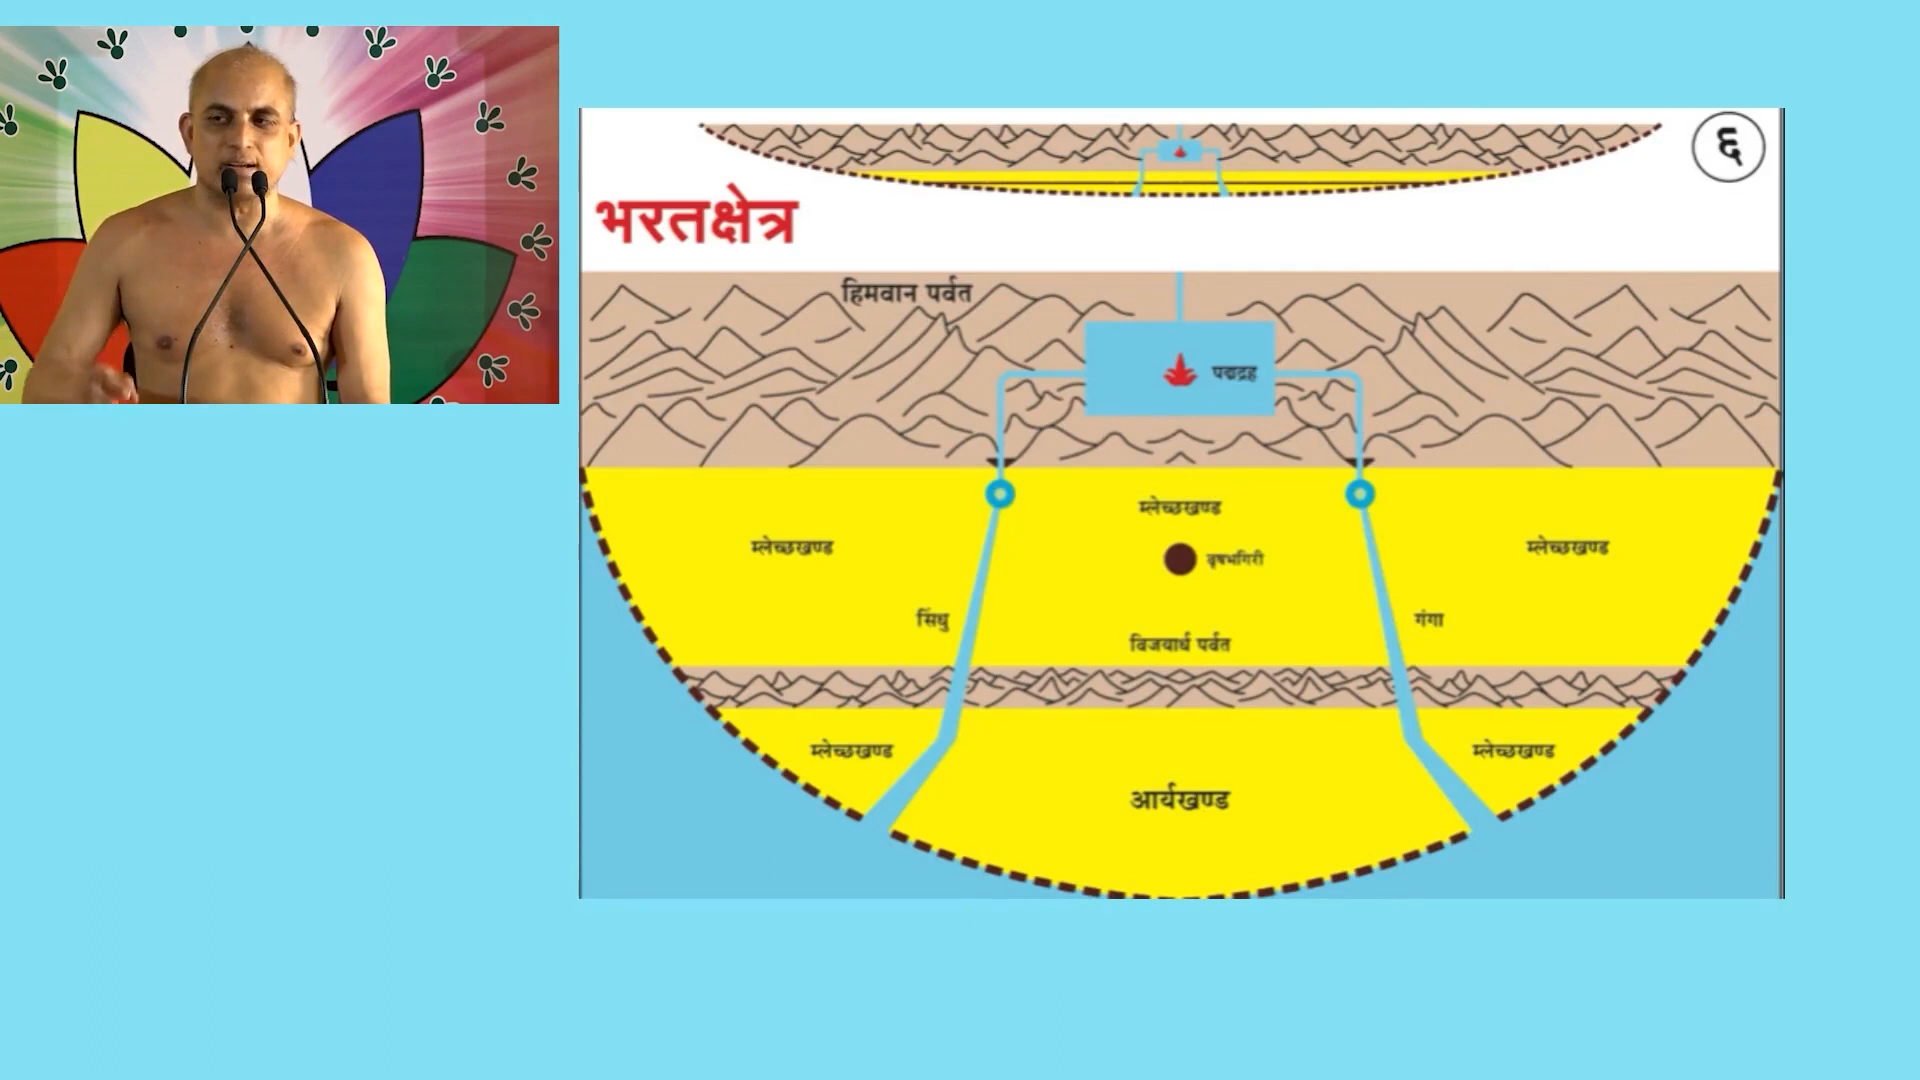 ६
भरतक्षेत्र
हिमवान पर्वत
पद्मद्रह
म्लेच्छखण्ड
म्लेच्छखण्ड
म्लेच्छखण्ड
वृषभगिरी
सिंधु
गंगा
विजयार्ध पर्वत
म्लेच्छखण्ड
म्लेच्छखण्ड
आर्यखण्ड